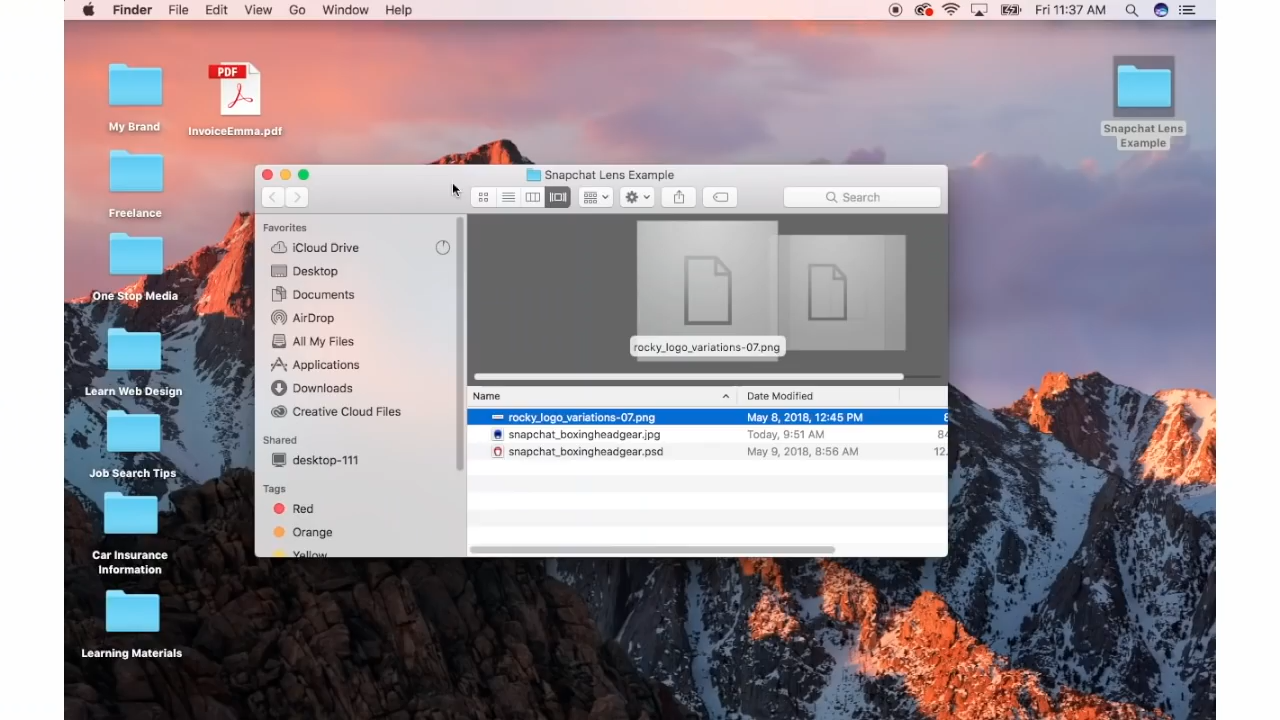 Finder File Edit View Go Window Help Fri 11:37 AM
My Brand
PDF
InvoiceEmma.pdf
Freelance
One Stop Media
Learn Web Design
Job Search Tips
Car Insurance
Information
Learning Materials
Snapchat Lens
Example
Snapchat Lens Example
Search
Favorites
iCloud Drive
Desktop
Documents
AirDrop
All My Files
Applications
Downloads
Creative Cloud Files
Shared
desktop-111
Tags
Red
Orange
Yellow
rocky_logo_variations-07.png
Name Date Modified
rocky_logo_variations-07.png May 8, 2018, 12:45 PM
snapchat_boxingheadgear.jpg Today, 9:51 AM
snapchat_boxingheadgear.psd May 9, 2018, 8:56 AM